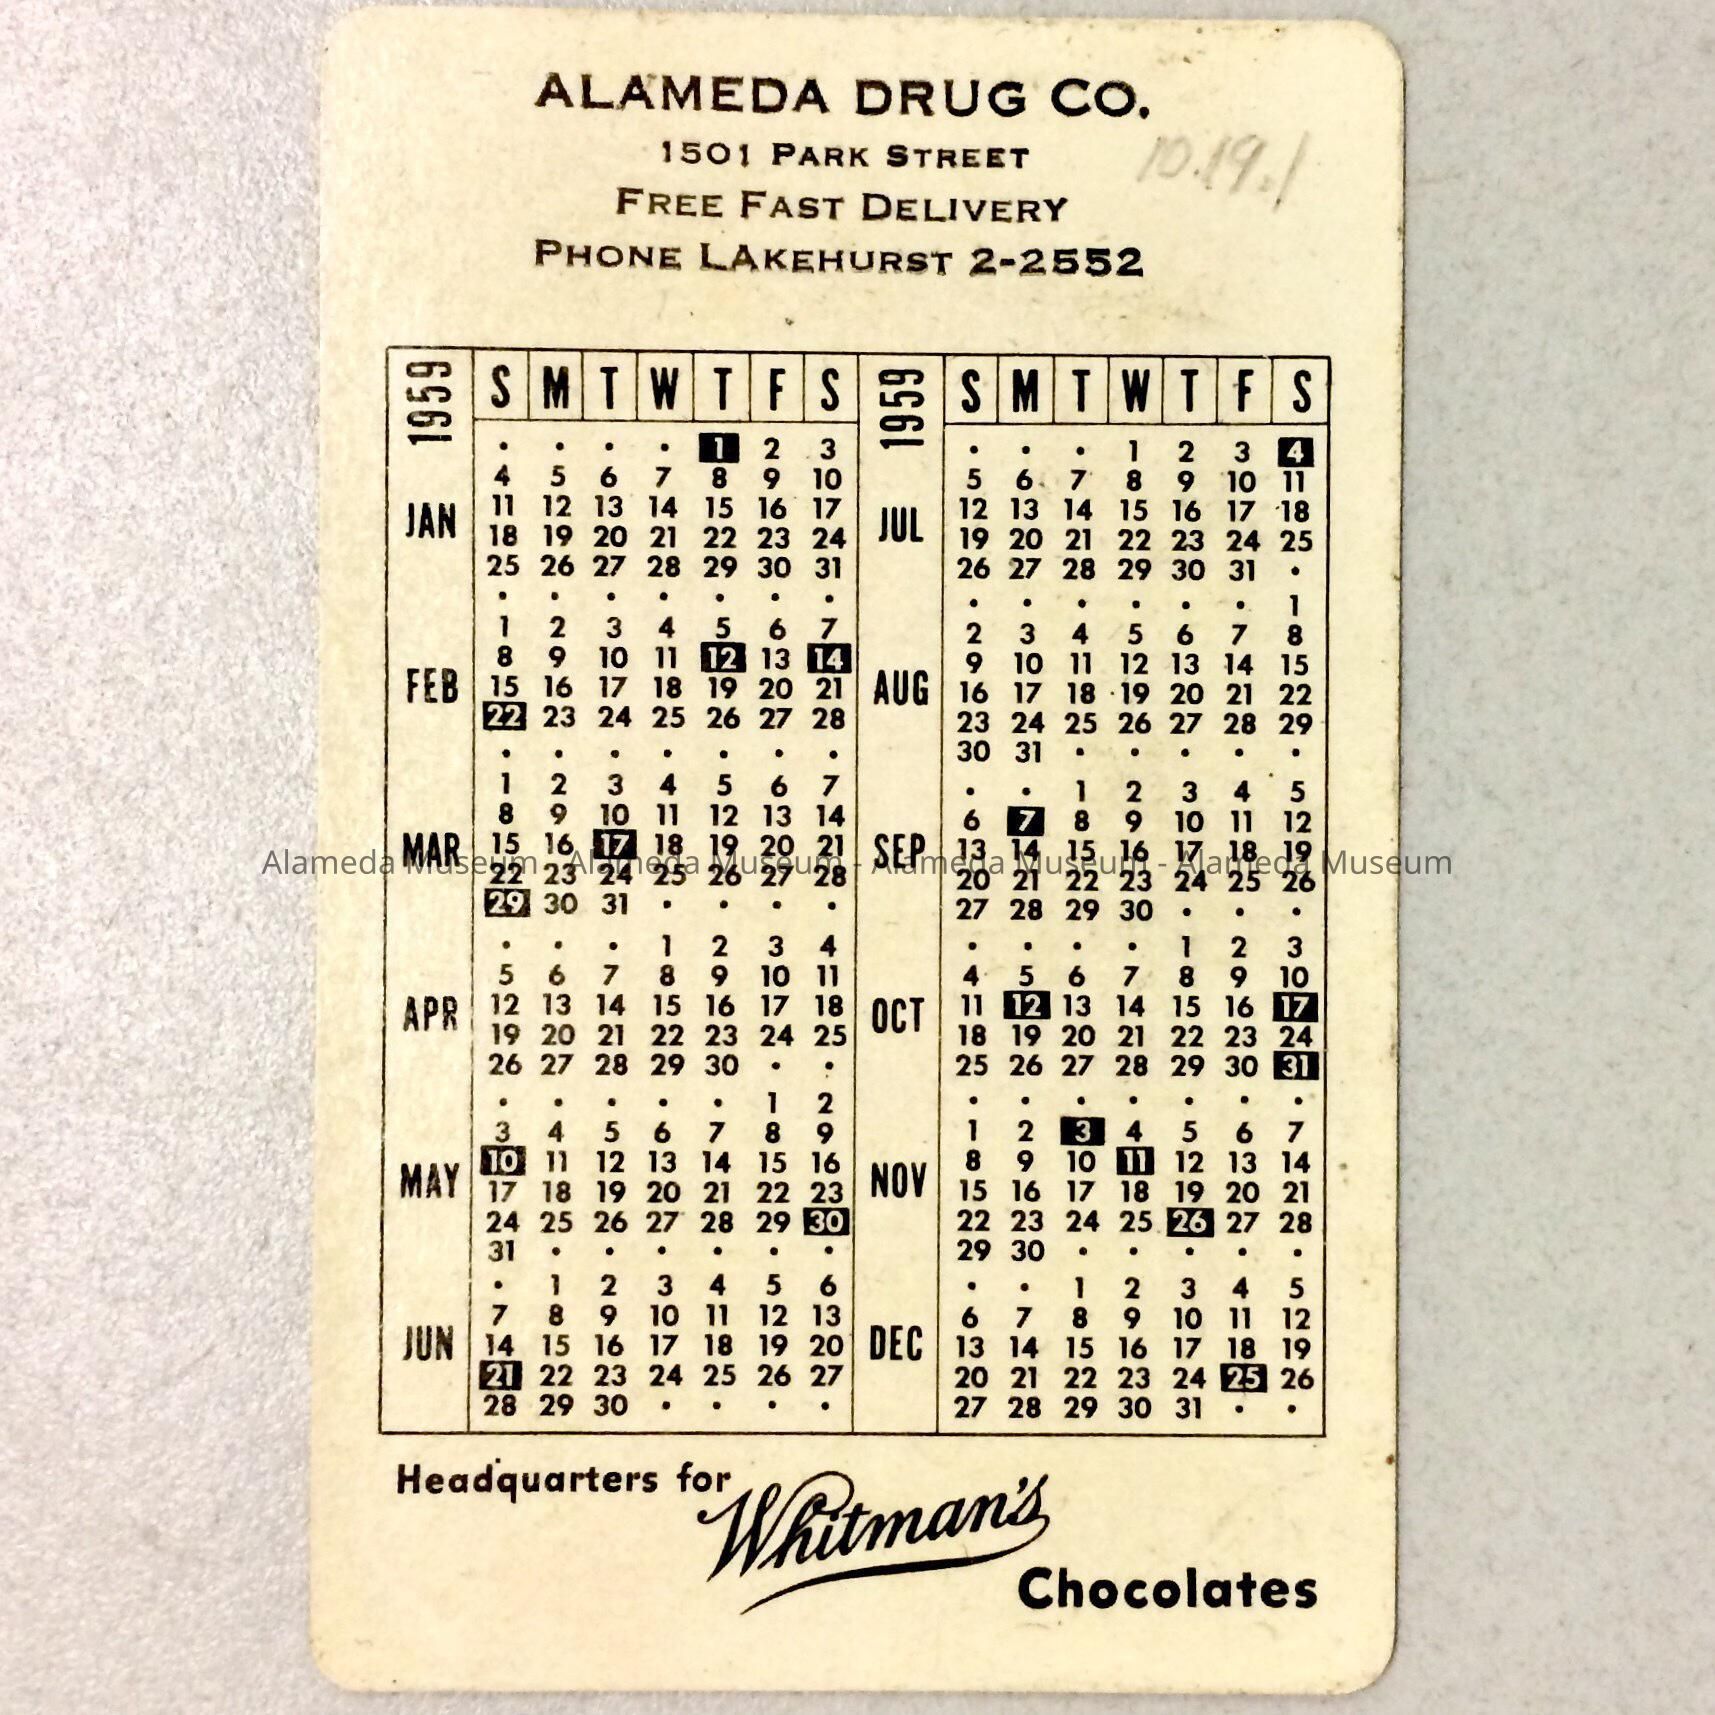 ALAMEDA DRUG CO.
1501 PARK STREET
10.19.1
FREE FAST DELIVERY
PHONE LAKEHURST 2-2552
1959 S M T W T F S
JAN
• • • • 1 2 3
4 5 6 7 8 9 10
11 12 13 14 15 16 17
18 19 20 21 22 23 24
25 26 27 28 29 30 31
• • • • • • •
FEB
1 2 3 4 5 6 7
8 9 10 11 12 13 14
15 16 17 18 19 20 21
22 23 24 25 26 27 28
• • • • • • •
MAR
1 2 3 4 5 6 7
8 9 10 11 12 13 14
15 16 17 18 19 20 21
22 23 24 25 26 27 28
29 30 31 • • • •
APR
• • • 1 2 3 4
5 6 7 8 9 10 11
12 13 14 15 16 17 18
19 20 21 22 23 24 25
26 27 28 29 30 • •
MAY
• • • • • 1 2
3 4 5 6 7 8 9
10 11 12 13 14 15 16
17 18 19 20 21 22 23
24 25 26 27 28 29 30
31 • • • • • •
JUN
• 1 2 3 4 5 6
7 8 9 10 11 12 13
14 15 16 17 18 19 20
21 22 23 24 25 26 27
28 29 30 • • • •
1959 S M T W T F S
JUL
• • • 1 2 3 4
5 6 7 8 9 10 11
12 13 14 15 16 17 18
19 20 21 22 23 24 25
26 27 28 29 30 31 •
AUG
• • • • • • 1
2 3 4 5 6 7 8
9 10 11 12 13 14 15
16 17 18 19 20 21 22
23 24 25 26 27 28 29
30 31 • • • • •
SEP
• • 1 2 3 4 5
6 7 8 9 10 11 12
13 14 15 16 17 18 19
20 21 22 23 24 25 26
27 28 29 30 • • •
OCT
• • • • 1 2 3
4 5 6 7 8 9 10
11 12 13 14 15 16 17
18 19 20 21 22 23 24
25 26 27 28 29 30 31
• • • • • • •
NOV
1 2 3 4 5 6 7
8 9 10 11 12 13 14
15 16 17 18 19 20 21
22 23 24 25 26 27 28
29 30 • • • • •
DEC
• • 1 2 3 4 5
6 7 8 9 10 11 12
13 14 15 16 17 18 19
20 21 22 23 24 25 26
27 28 29 30 31 • •
Alameda Museum - Alameda Museum - Alameda Museum - Alameda Museum
Headquarters for
Whitman's
Chocolates